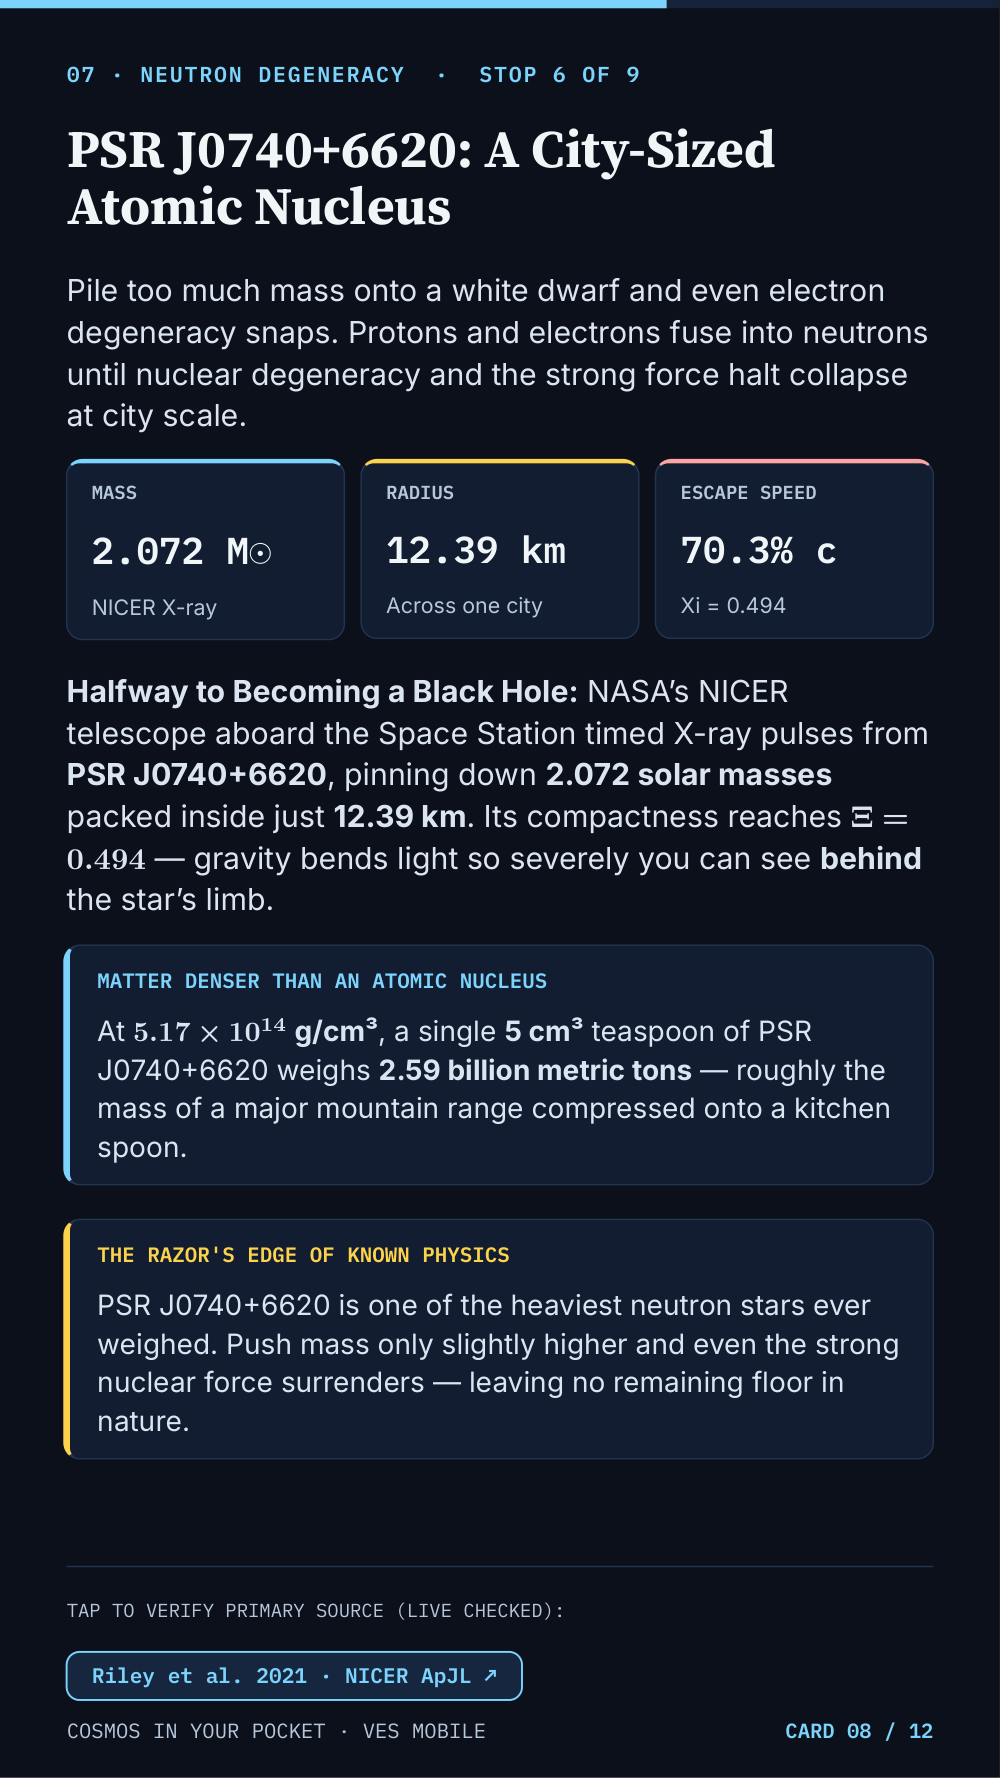 07 · NEUTRON DEGENERACY · STOP 6 OF 9
PSR J0740+6620: A City-Sized
Atomic Nucleus
Pile too much mass onto a white dwarf and even electron
degeneracy snaps. Protons and electrons fuse into neutrons
until nuclear degeneracy and the strong force halt collapse
at city scale.
MASS
2.072 M☉
NICER X-ray
RADIUS
12.39 km
Across one city
ESCAPE SPEED
70.3% c
Xi = 0.494
Halfway to Becoming a Black Hole: NASA’s NICER
telescope aboard the Space Station timed X-ray pulses from
PSR J0740+6620, pinning down 2.072 solar masses
packed inside just 12.39 km. Its compactness reaches Ξ =
0.494 — gravity bends light so severely you can see behind
the star’s limb.
MATTER DENSER THAN AN ATOMIC NUCLEUS
At 5.17 × 10¹⁴ g/cm³, a single 5 cm³ teaspoon of PSR
J0740+6620 weighs 2.59 billion metric tons — roughly the
mass of a major mountain range compressed onto a kitchen
spoon.
THE RAZOR'S EDGE OF KNOWN PHYSICS
PSR J0740+6620 is one of the heaviest neutron stars ever
weighed. Push mass only slightly higher and even the strong
nuclear force surrenders — leaving no remaining floor in
nature.
TAP TO VERIFY PRIMARY SOURCE (LIVE CHECKED):
Riley et al. 2021 · NICER ApJL ↗
COSMOS IN YOUR POCKET · VES MOBILE
CARD 08 / 12